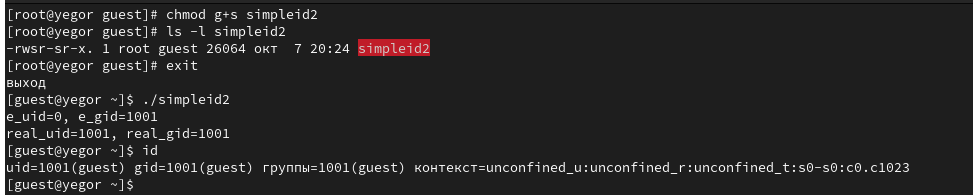 [root@yegor guest]# chmod g+s simpleid2
[root@yegor guest]# ls -l simpleid2
-rwsr-sr-x. 1 root guest 26064 окт  7 20:24 simpleid2
[root@yegor guest]# exit
выход
[guest@yegor ~]$ ./simpleid2
e_uid=0, e_gid=1001
real_uid=1001, real_gid=1001
[guest@yegor ~]$ id
uid=1001(guest) gid=1001(guest) группы=1001(guest) контекст=unconfined_u:unconfined_r:unconfined_t:s0-s0:c0.c1023
[guest@yegor ~]$